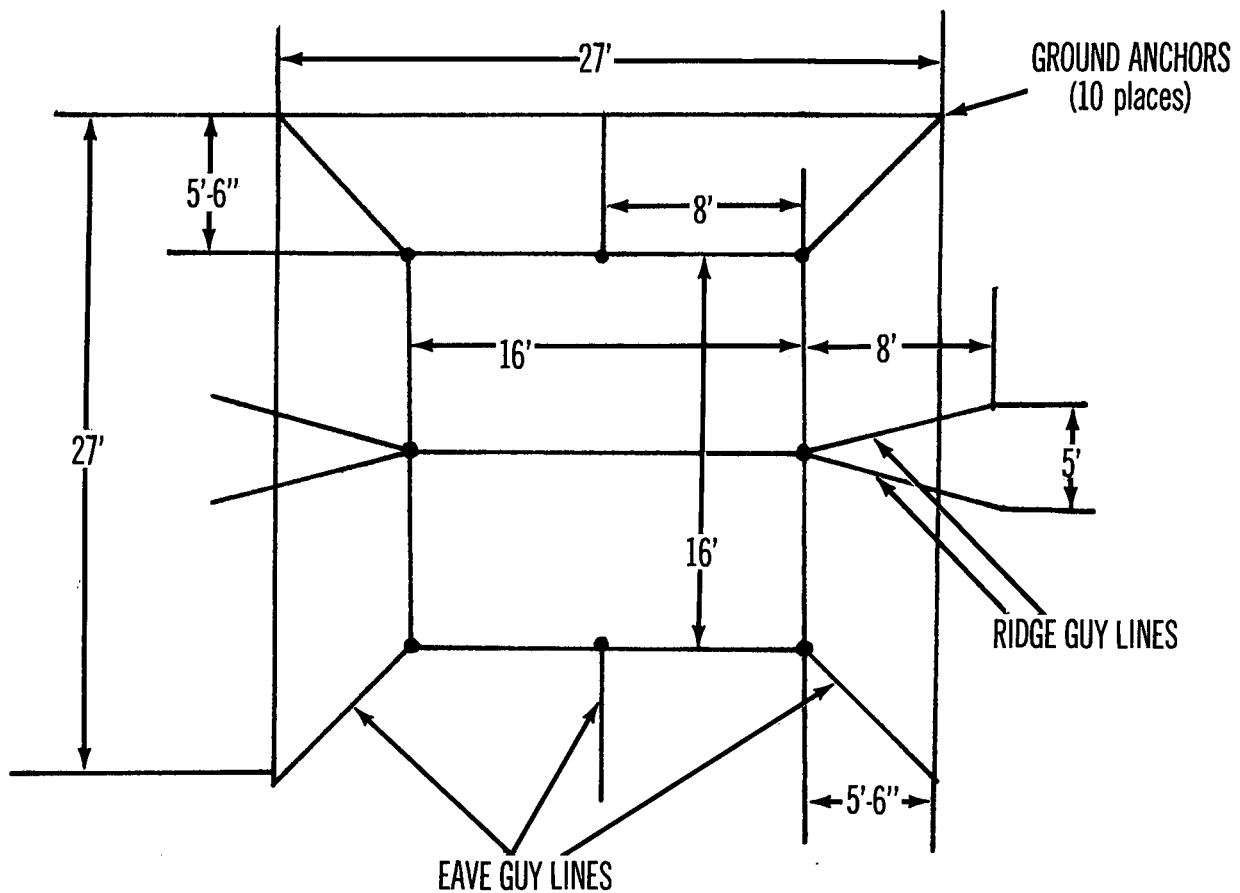 27'
GROUND ANCHORS
(10 places)
5'-6"
8'
16'
8'
27'
5'
16'
RIDGE GUY LINES
5'-6"
EAVE GUY LINES